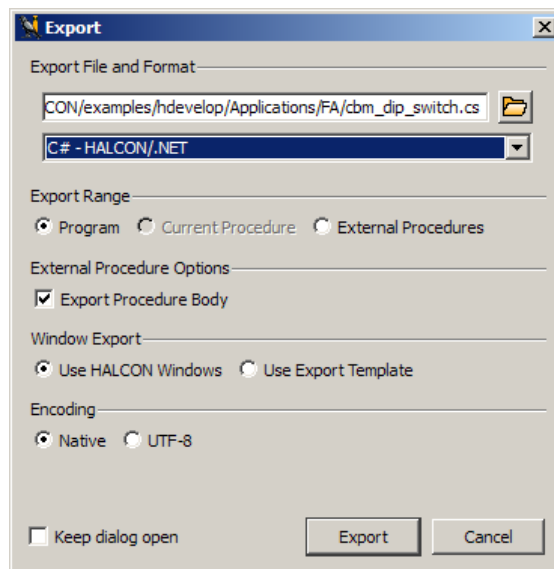 Export
Export File and Format
CON/examples/hdevelop/Applications/FA/cbm_dip_switch.cs
C# - HALCON/.NET
Export Range
Program Current Procedure External Procedures
External Procedure Options
Export Procedure Body
Window Export
Use HALCON Windows Use Export Template
Encoding
Native UTF-8
Keep dialog open Export Cancel